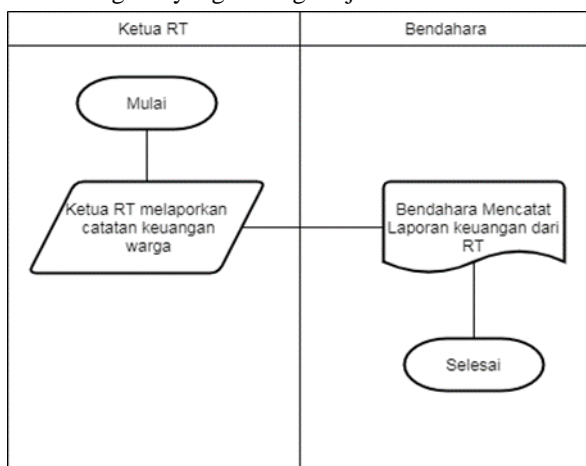 Ketua RT
Bendahara
Mulai
Ketua RT melaporkan
catatan keuangan
warga
Bendahara Mencatat
Laporan keuangan dari
RT
Selesai